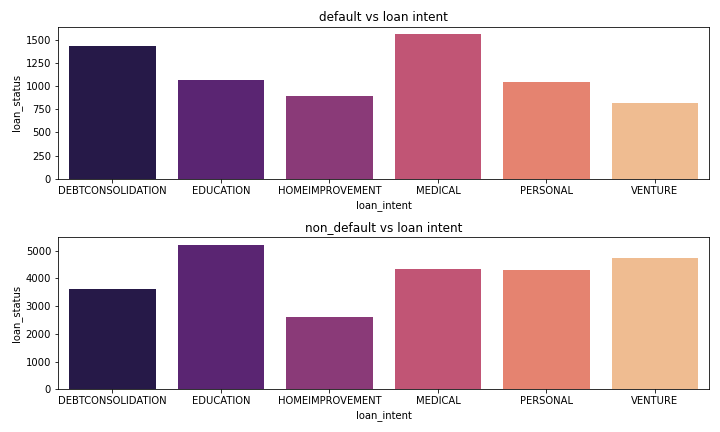 default vs loan intent
loan_status
1500
1250
1000
750
500
250
0
DEBTCONSOLIDATION EDUCATION HOMEIMPROVEMENT MEDICAL PERSONAL VENTURE
loan_intent
non_default vs loan intent
loan_status
5000
4000
3000
2000
1000
0
DEBTCONSOLIDATION EDUCATION HOMEIMPROVEMENT MEDICAL PERSONAL VENTURE
loan_intent